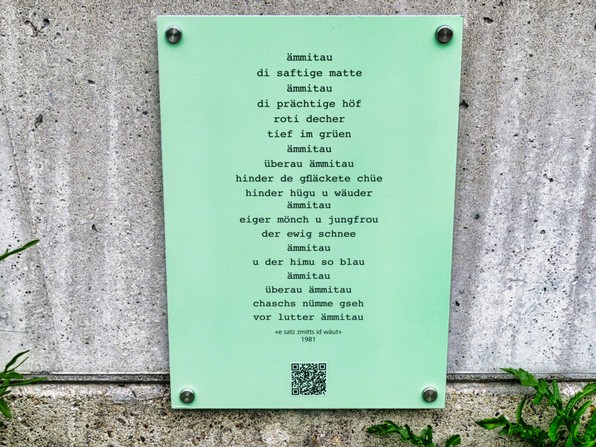 ämmitau
di saftige matte
ämmitau
di prächtige höf
roti decher
tief im grüen
ämmitau
überau ämmitau
hinder de gfläckete chüe
hinder hügu u wäuder
ämmitau
eiger mönch u jungfrou
der ewig schnee
ämmitau
u der himu so blau
ämmitau
überau ämmitau
chaschs nümme gseh
vor lutter ämmitau
«e satz zmitts id wäut»
1981